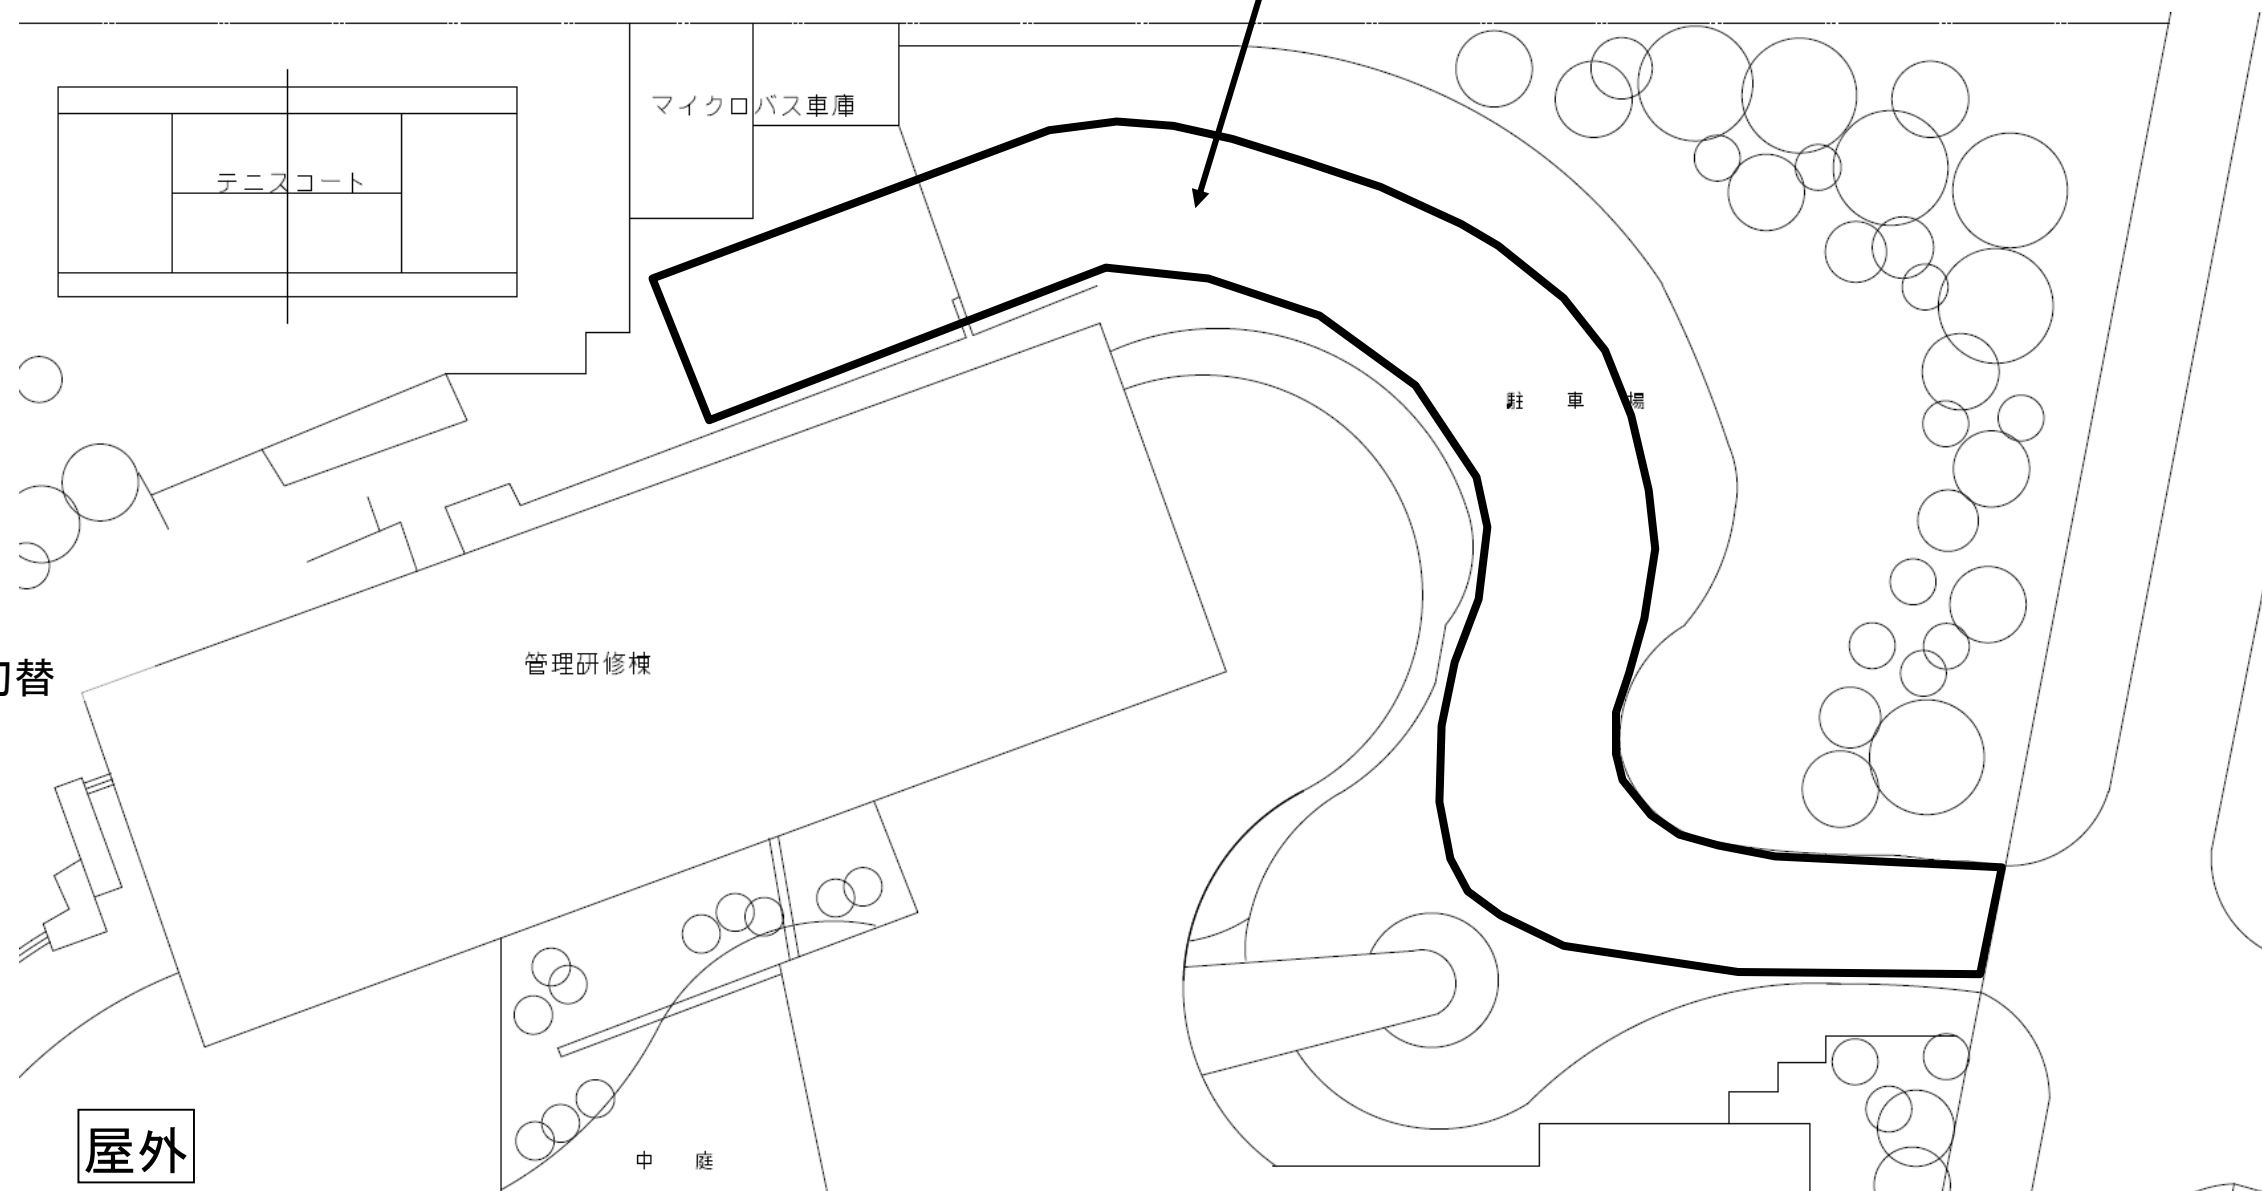 マイクロバス車庫
テニスコート
駐車場
管理研修棟
替
屋外
中庭